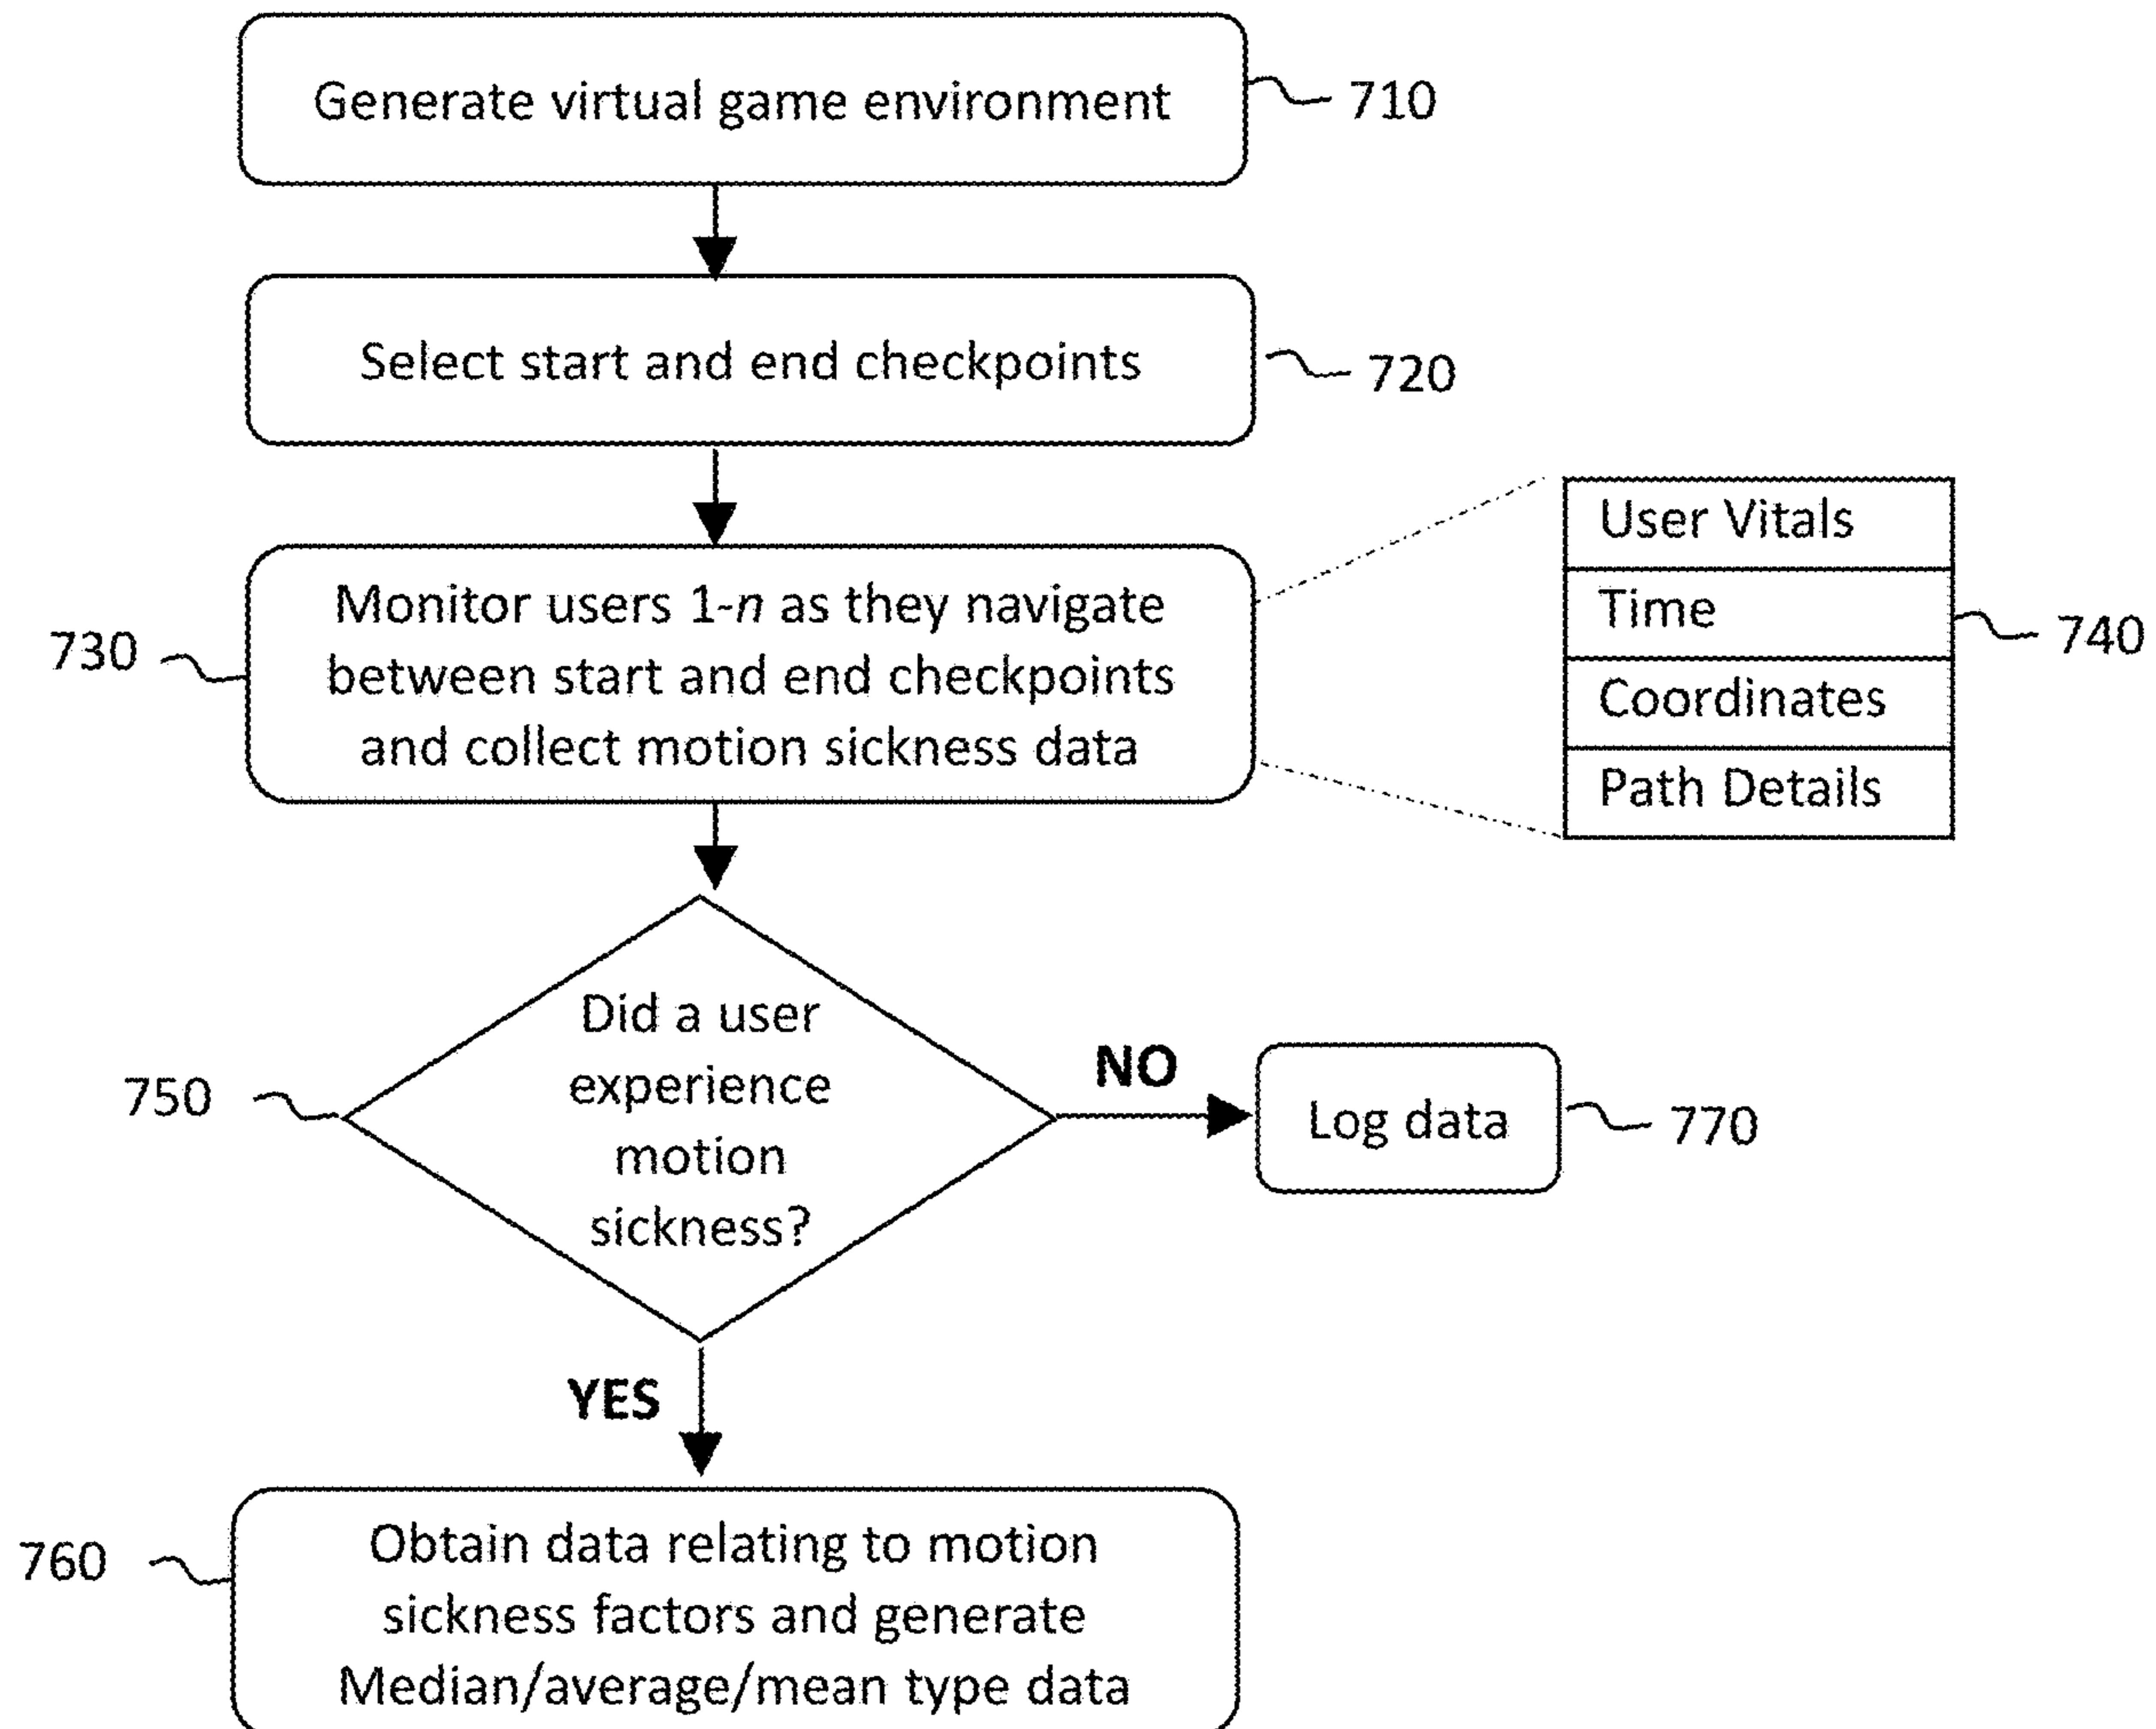 Generate virtual game environment
710
Select start and end checkpoints
720
730
Monitor users 1-n as they navigate
between start and end checkpoints
and collect motion sickness data
User Vitals
Time
Coordinates
Path Details
740
750
Did a user
experience
motion
sickness?
NO
Log data
770
YES
760
Obtain data relating to motion
sickness factors and generate
Median/average/mean type data